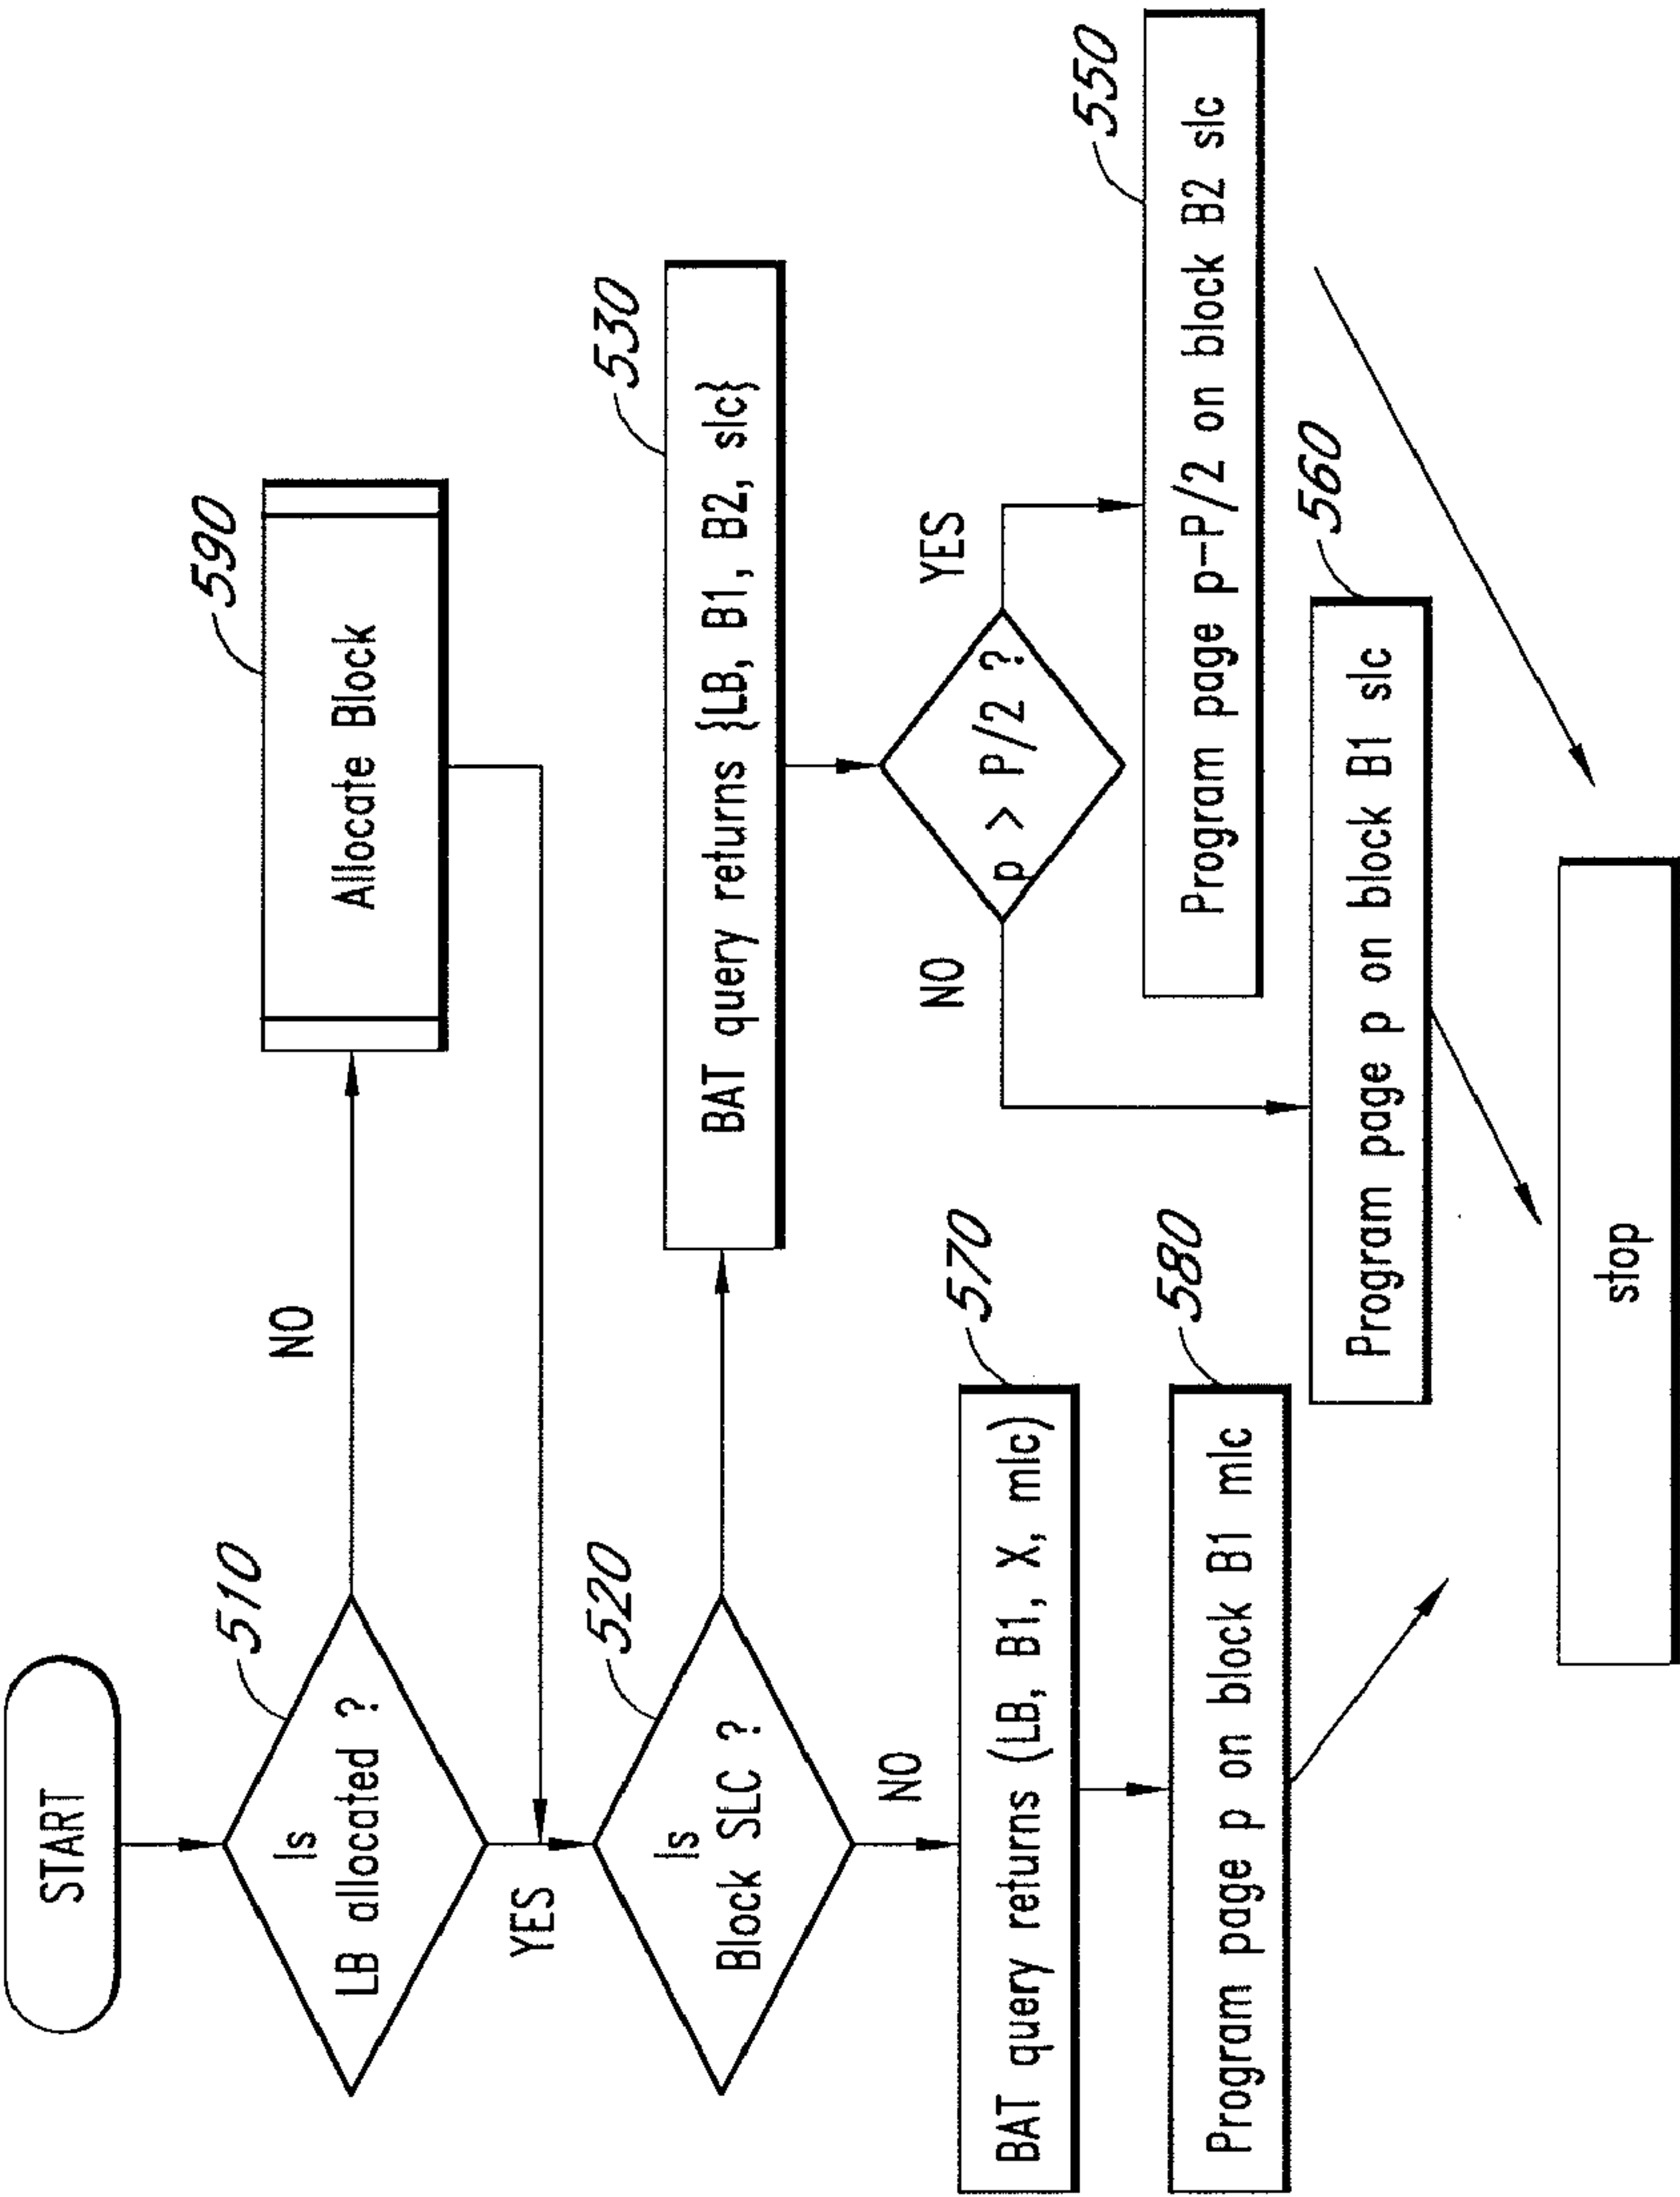 START
510
Is
LB allocated ?
NO
590
Allocate Block
YES
520
Is
Block SLC ?
530
BAT query returns {LB, B1, B2, slc}
NO
570
BAT query returns (LB, B1, X, mlc)
580
Program page p on block B1 mlc
p > P/2 ?
NO
YES
550
Program page p-P/2 on block B2 slc
560
Program page p on block B1 slc
stop